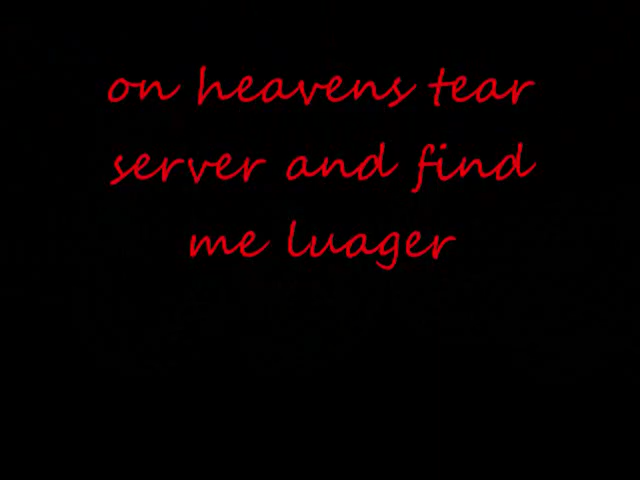 on heavens tear
server and find
me luager